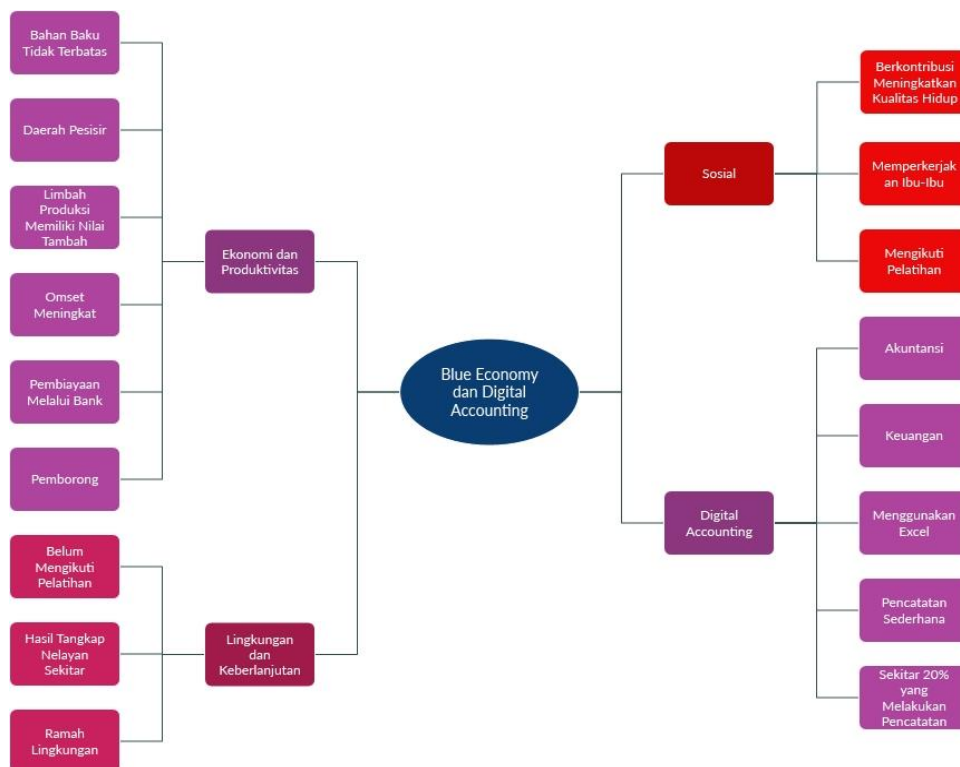 Bahan Baku
Tidak Terbatas
Daerah Pesisir
Limbah
Produksi
Memiliki Nilai
Tambah
Omset
Meningkat
Pembiayaan
Melalui Bank
Pemborong
Ekonomi dan
Produktivitas
Belum
Mengikuti
Pelatihan
Hasil Tangkap
Nelayan
Sekitar
Ramah
Lingkungan
Lingkungan
dan
Keberlanjutan
Blue Economy
dan Digital
Accounting
Sosial
Berkontribusi
Meningkatkan
Kualitas Hidup
Memperkerjak
an Ibu-Ibu
Mengikuti
Pelatihan
Digital
Accounting
Akuntansi
Keuangan
Menggunakan
Excel
Pencatatan
Sederhana
Sekitar 20%
yang
Melakukan
Pencatatan